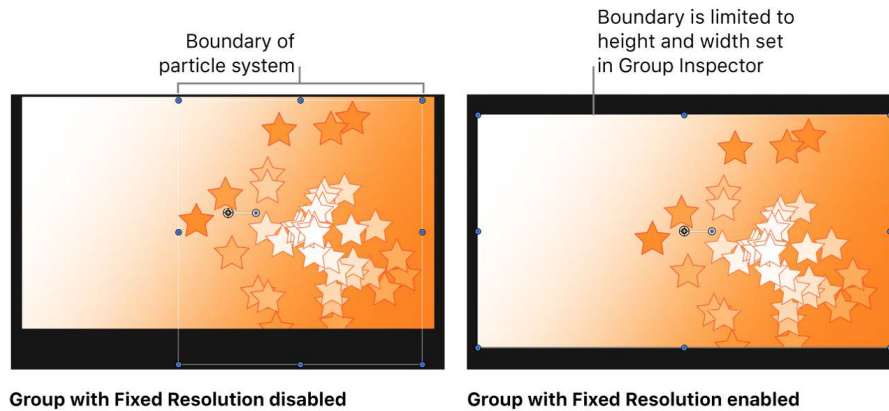 Boundary of
particle system
Boundary is limited to
height and width set
in Group Inspector
Group with Fixed Resolution disabled
Group with Fixed Resolution enabled